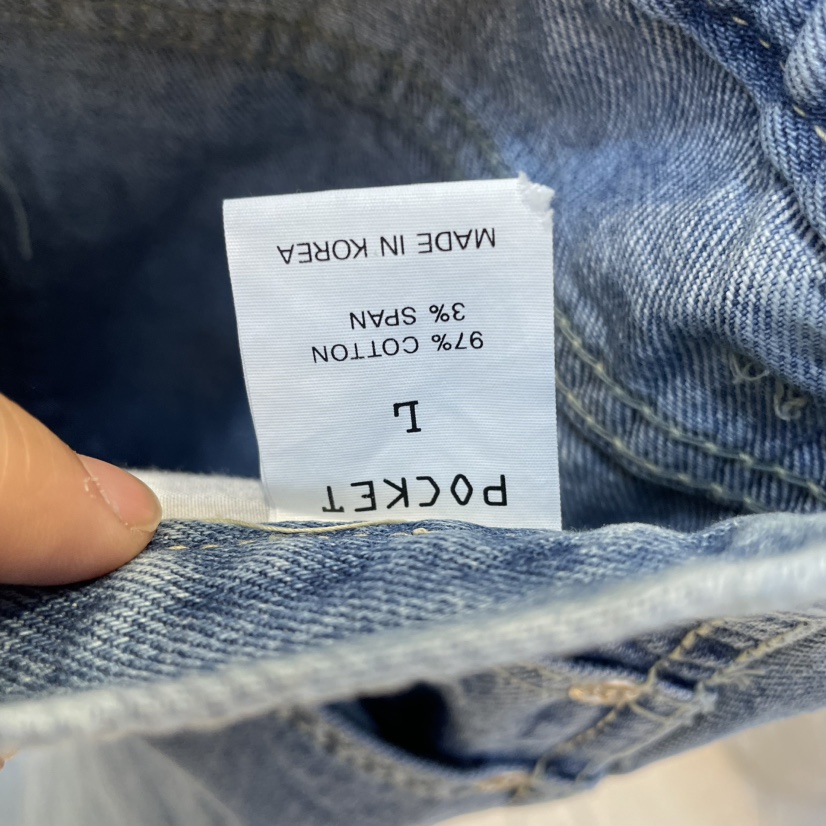 POCKET
L
97% COTTON
3% SPAN
MADE IN KOREA